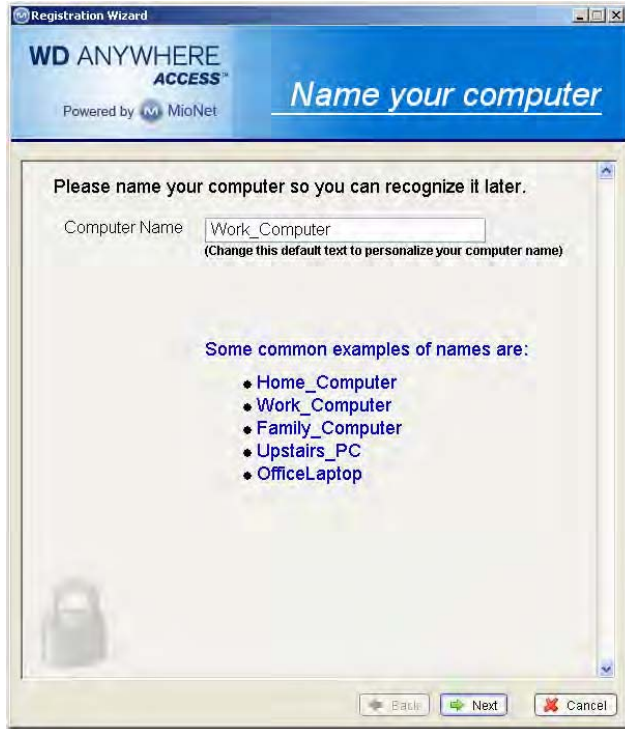 Registration Wizard
WD ANYWHERE
ACCESS™
Powered by MioNet
Name your computer
Please name your computer so you can recognize it later.
Computer Name
Work_Computer
(Change this default text to personalize your computer name)
Some common examples of names are:
• Home_Computer
• Work_Computer
• Family_Computer
• Upstairs_PC
• OfficeLaptop
Back
Next
Cancel